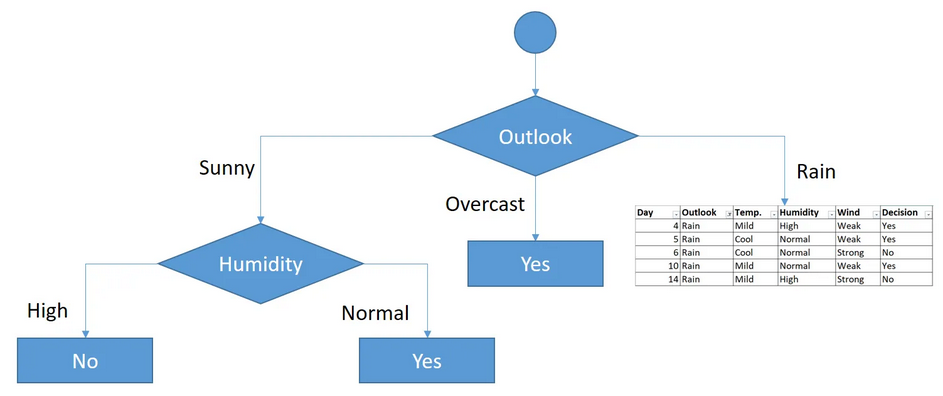 Outlook
Sunny
Overcast
Rain
Humidity
Yes
High
Normal
No
Yes
Day Outlook Temp. Humidity Wind Decision
4 Rain Mild High Weak Yes
5 Rain Cool Normal Weak Yes
6 Rain Cool Normal Strong No
10 Rain Mild Normal Weak Yes
14 Rain Mild High Strong No